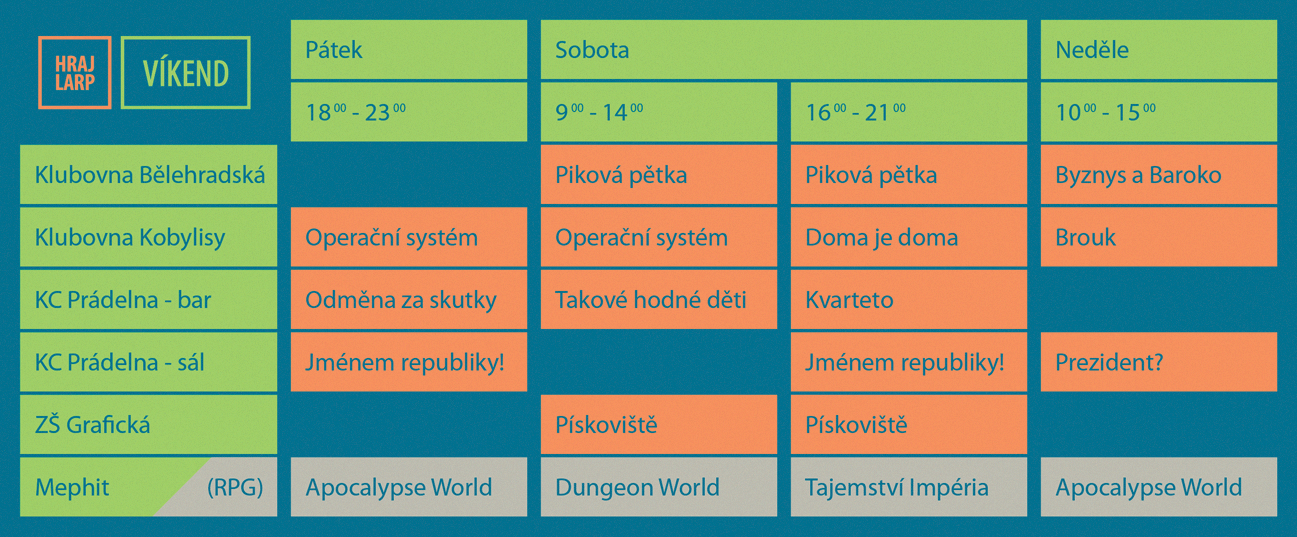 HRAJ
LARP
VÍKEND
Pátek
Sobota
Neděle
18 00 - 23 00
9 00 - 14 00
16 00 - 21 00
10 00 - 15 00
Klubovna Bělehradská
Piková pětka
Piková pětka
Byznys a Baroko
Klubovna Kobylisy
Operační systém
Operační systém
Doma je doma
Brouk
KC Prádelna - bar
Odměna za skutky
Takové hodné děti
Kvarteto
KC Prádelna - sál
Jménem republiky!
Jménem republiky!
Prezident?
ZŠ Grafická
Pískoviště
Pískoviště
Mephit (RPG)
Apocalypse World
Dungeon World
Tajemství Impéria
Apocalypse World